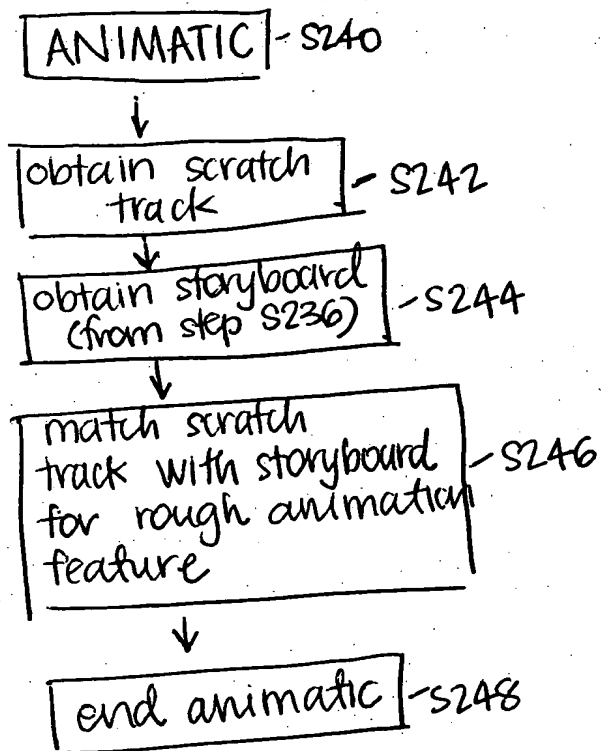 ANIMATIC - S240
obtain scratch
track - S242
obtain storyboard
(from step S236) - S244
match scratch
track with storyboard - S246
for rough animation
feature
end animatic - S248